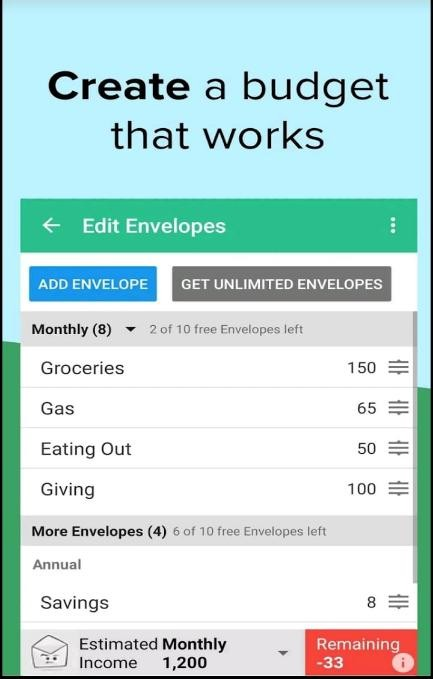 Create a budget
that works
Edit Envelopes
ADD ENVELOPE GET UNLIMITED ENVELOPES
Monthly (8) 2 of 10 free Envelopes left
Groceries 150
Gas 65
Eating Out 50
Giving 100
More Envelopes (4) 6 of 10 free Envelopes left
Annual
Savings 8
Estimated Monthly Remaining
Income 1,200 -33